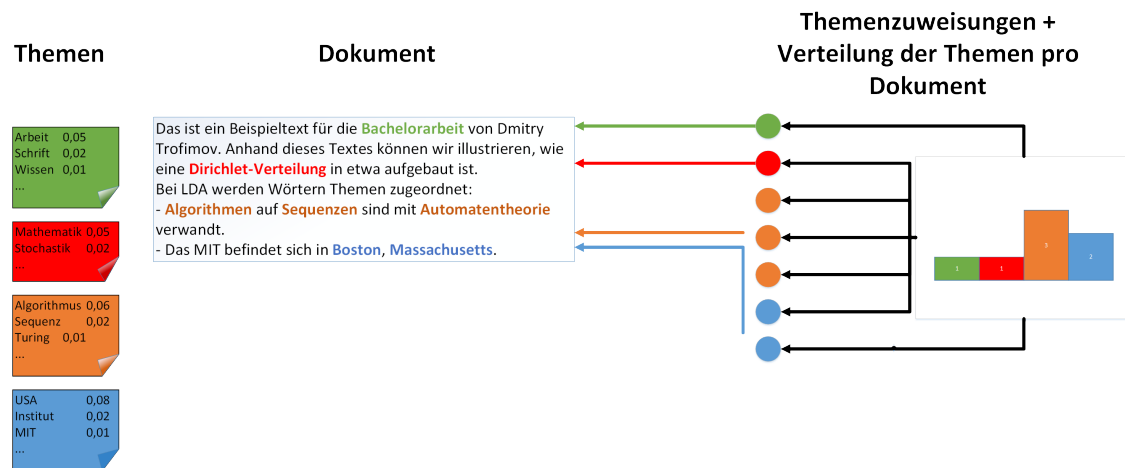 Themen
Dokument
Themenzuweisungen +
Verteilung der Themen pro
Dokument
Arbeit 0,05
Schrift 0,02
Wissen 0,01
...
Mathematik 0,05
Stochastik 0,02
...
Algorithmus 0,06
Sequenz 0,02
Turing 0,01
...
USA 0,08
Institut 0,02
MIT 0,01
...
Das ist ein Beispieltext für die Bachelorarbeit von Dmitry
Trofimov. Anhand dieses Textes können wir illustrieren, wie
eine Dirichlet-Verteilung in etwa aufgebaut ist.
Bei LDA werden Wörtern Themen zugeordnet:
- Algorithmen auf Sequenzen sind mit Automatentheorie
verwandt.
- Das MIT befindet sich in Boston, Massachusetts.
1
1
3
2